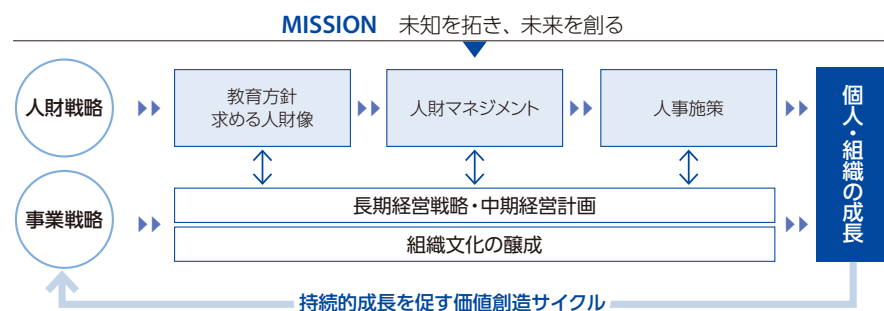 MISSION 未知を拓き、未来を創る
人財戦略
教育方針
求める人財像
人財マネジメント
人事施策
個人・組織の成長
事業戦略
長期経営戦略・中期経営計画
組織文化の醸成
持続的成長を促す価値創造サイクル